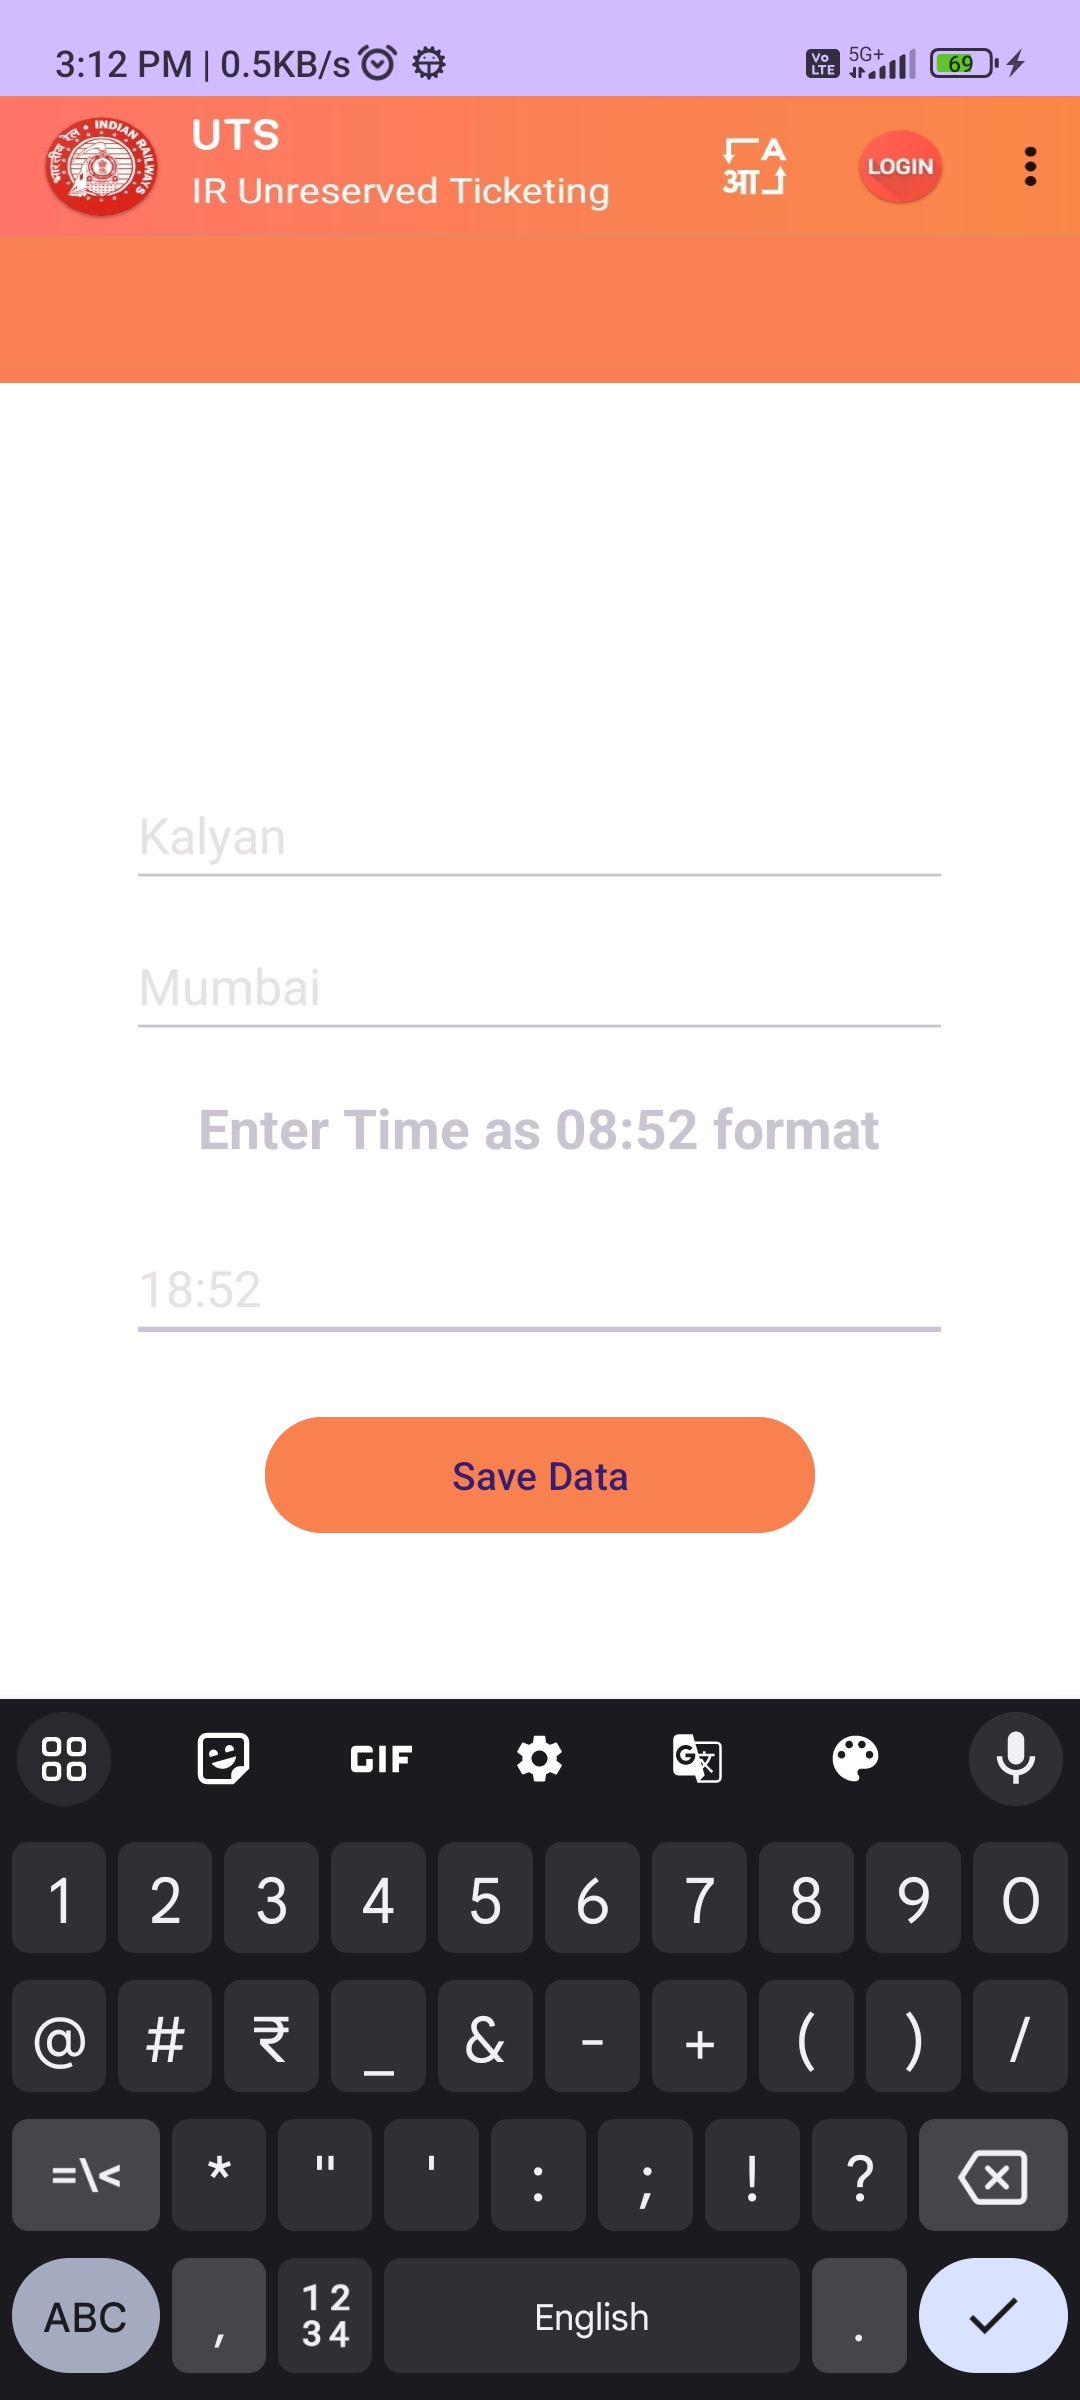 3:12 PM | 0.5KB/s
Vo LTE 5G+ 69
भारतीय रेल • INDIAN RAILWAYS
UTS
IR Unreserved Ticketing
A
आ
LOGIN
Kalyan
Mumbai
Enter Time as 08:52 format
18:52
Save Data
GIF
G 文
1 2 3 4 5 6 7 8 9 0
@ # ₹ _ & - + ( ) /
=\< * " ' : ; ! ?
ABC , 12 34 English .